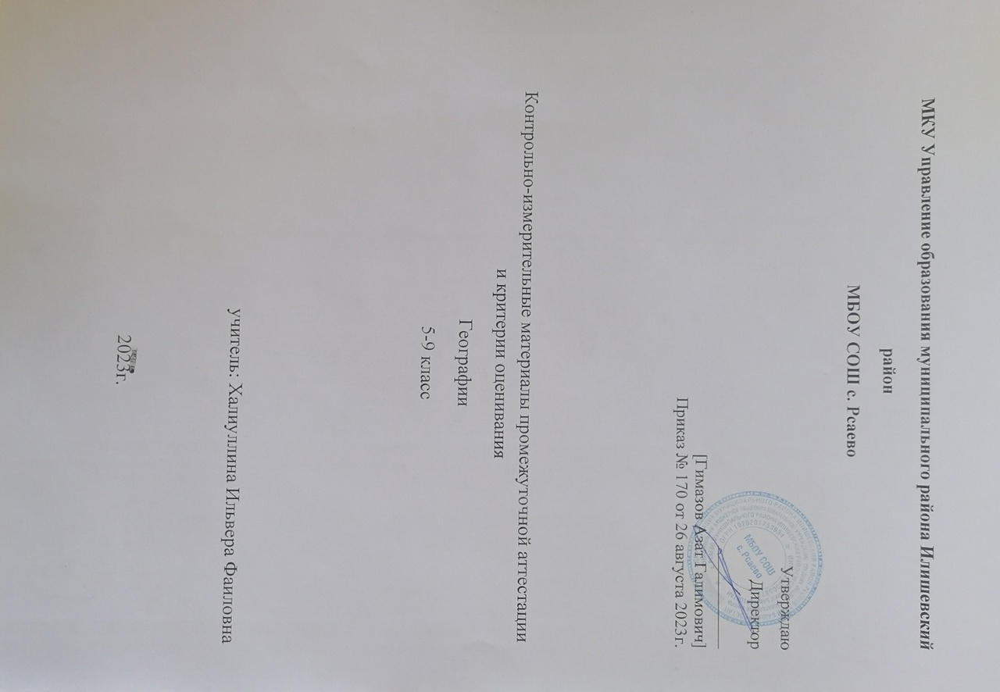 МКУ Управление образования муниципального района Илишевский
район
МБОУ СОШ с. Рсаево
Утверждаю
Директор
[Гимазов Азат Галимович]
Приказ № 170 от 26 августа 2023г.
МБОУ СОШ
с. Рсаево
Контрольно-измерительные материалы промежуточной аттестации
и критерии оценивания
Географии
5-9 класс
учитель: Халиуллина Ильвера Фаиловна
2023г.